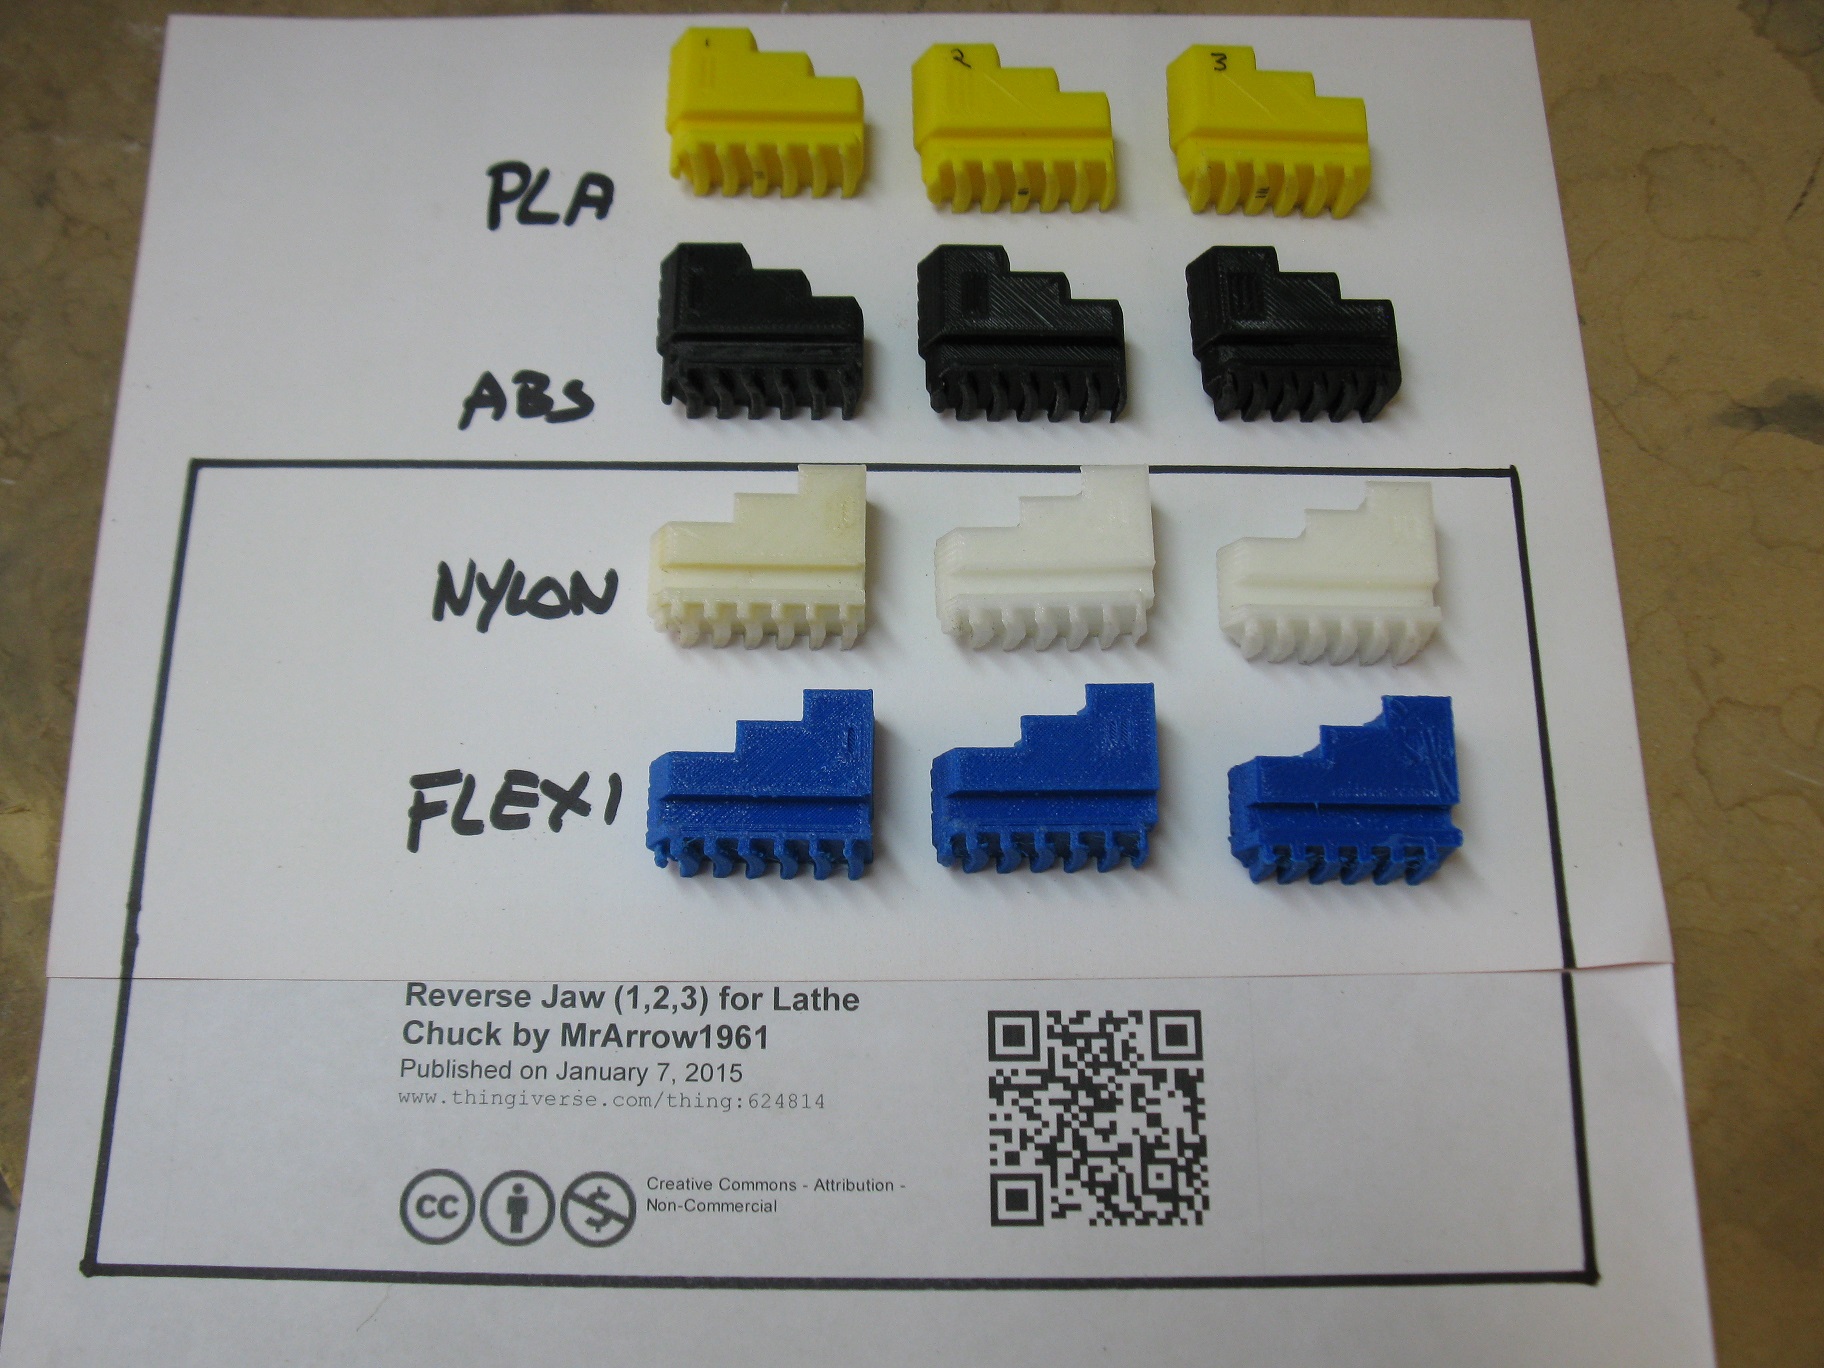 1 2 3
PLA
ABS
NYLON
FLEXI
Reverse Jaw (1,2,3) for Lathe
Chuck by MrArrow1961
Published on January 7, 2015
www.thingiverse.com/thing:624814
cc
$
Creative Commons - Attribution -
Non-Commercial